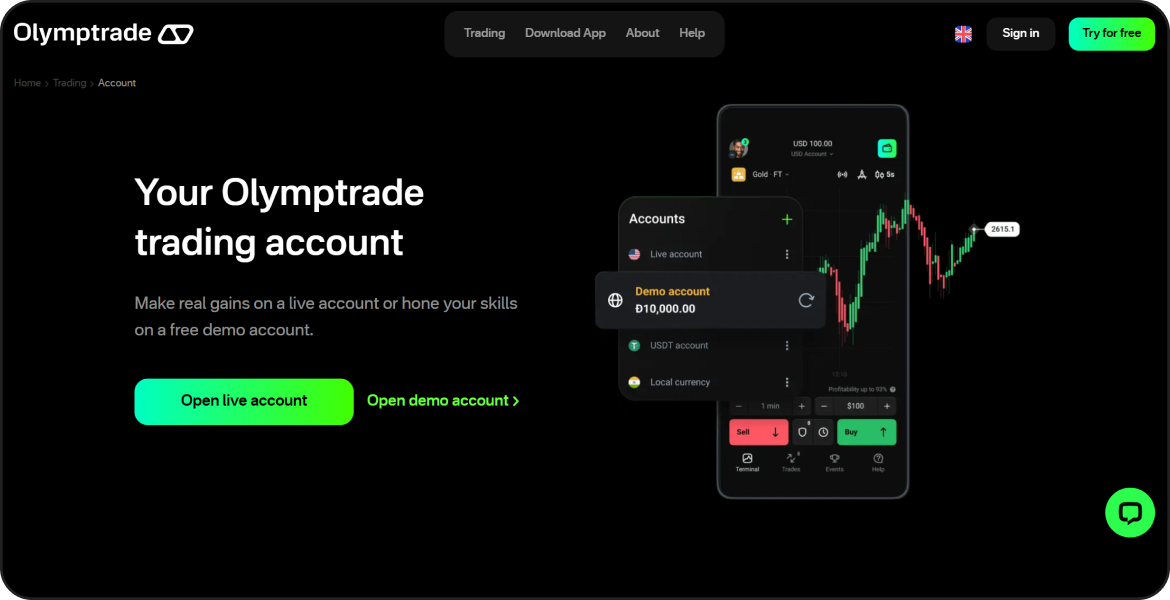 Olymptrade
Trading Download App About Help
Sign in
Try for free
Home › Trading › Account
Your Olymptrade
trading account
Make real gains on a live account or hone your skills
on a free demo account.
Open live account
Open demo account ›
USD 100.00
USD Account
Gold FT
5s
Accounts
Live account
Demo account
Đ10,000.00
USDT account
Local currency
2615.1
Profitability up to 93%
− 1 min + − $100 +
Sell
Buy
Terminal Trades Events Help